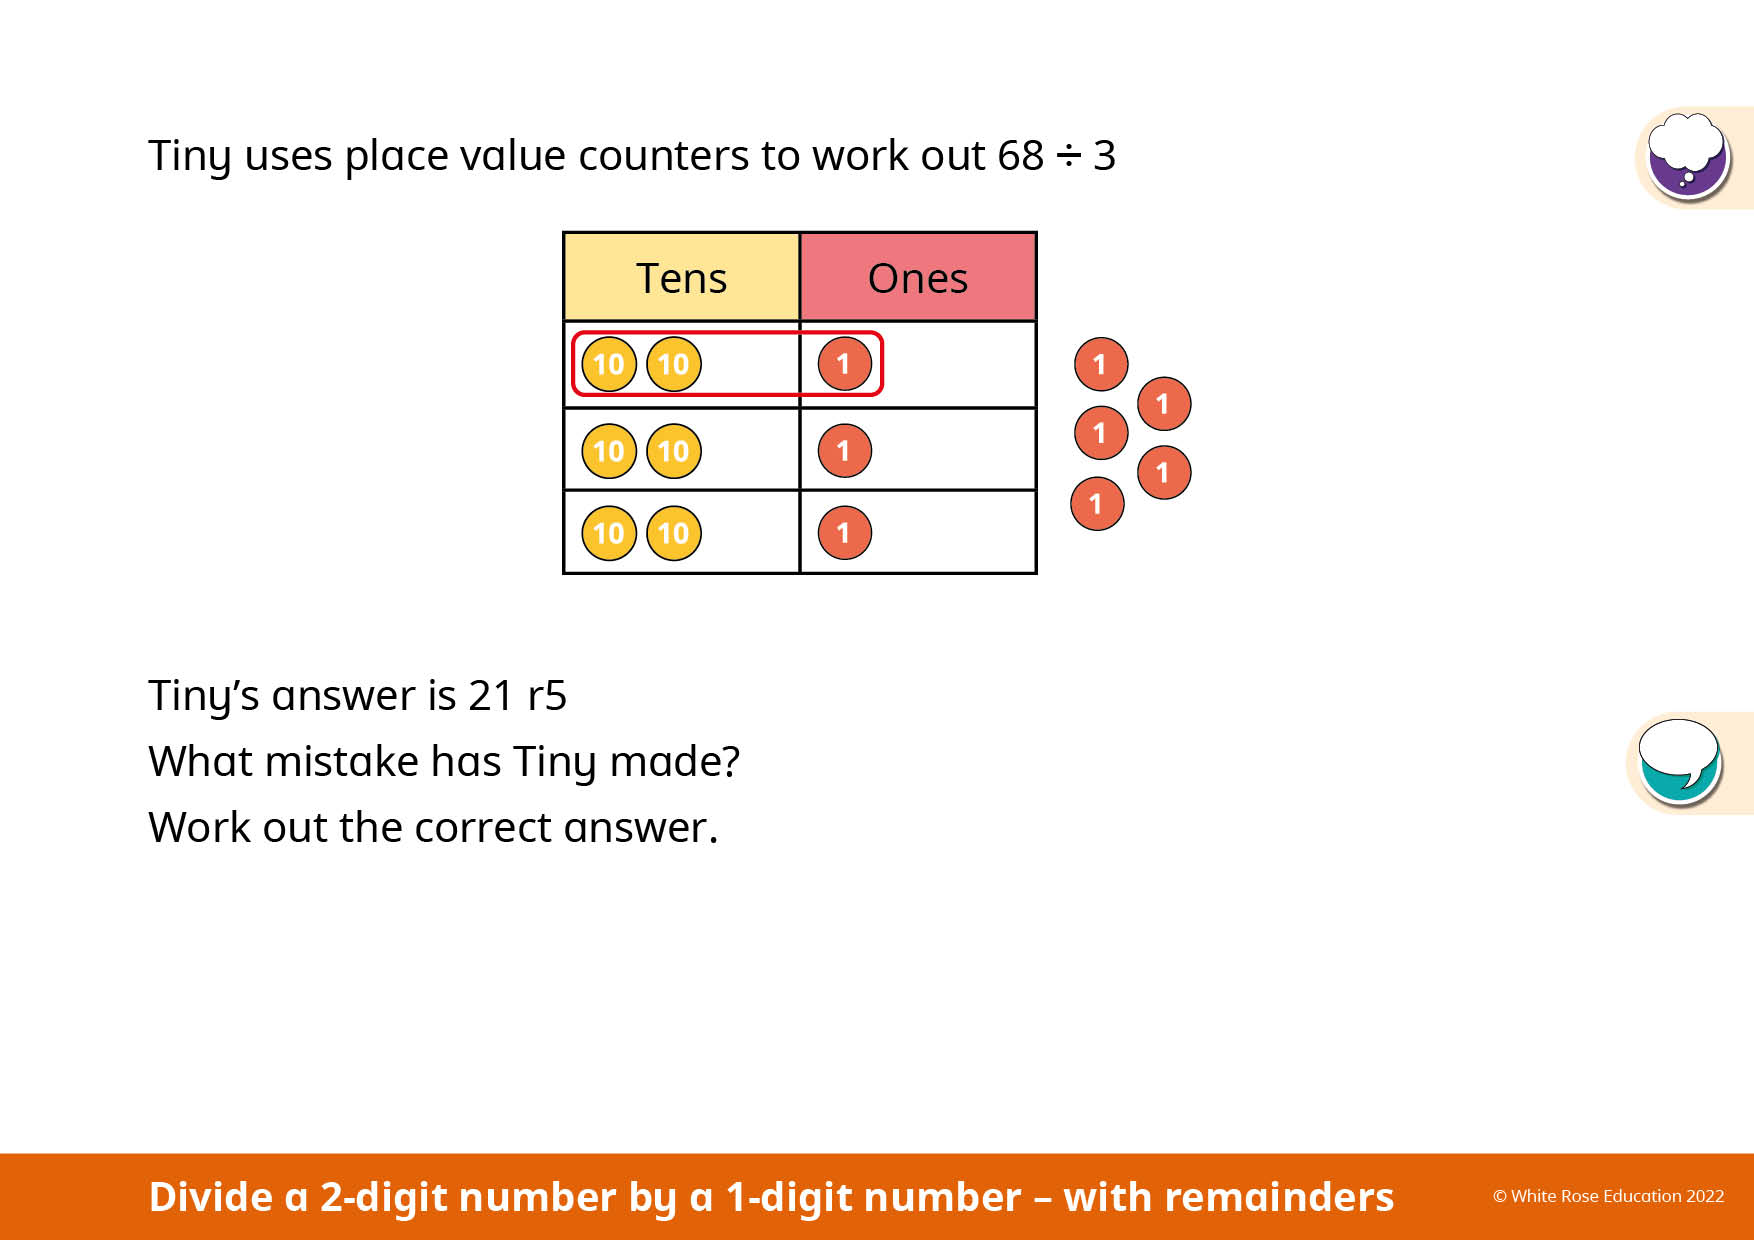 Tiny uses place value counters to work out 68 ÷ 3
Tens Ones
10 10 1 1
1
10 10 1 1
1
10 10 1 1
Tiny’s answer is 21 r5
What mistake has Tiny made?
Work out the correct answer.
Divide a 2-digit number by a 1-digit number – with remainders
© White Rose Education 2022